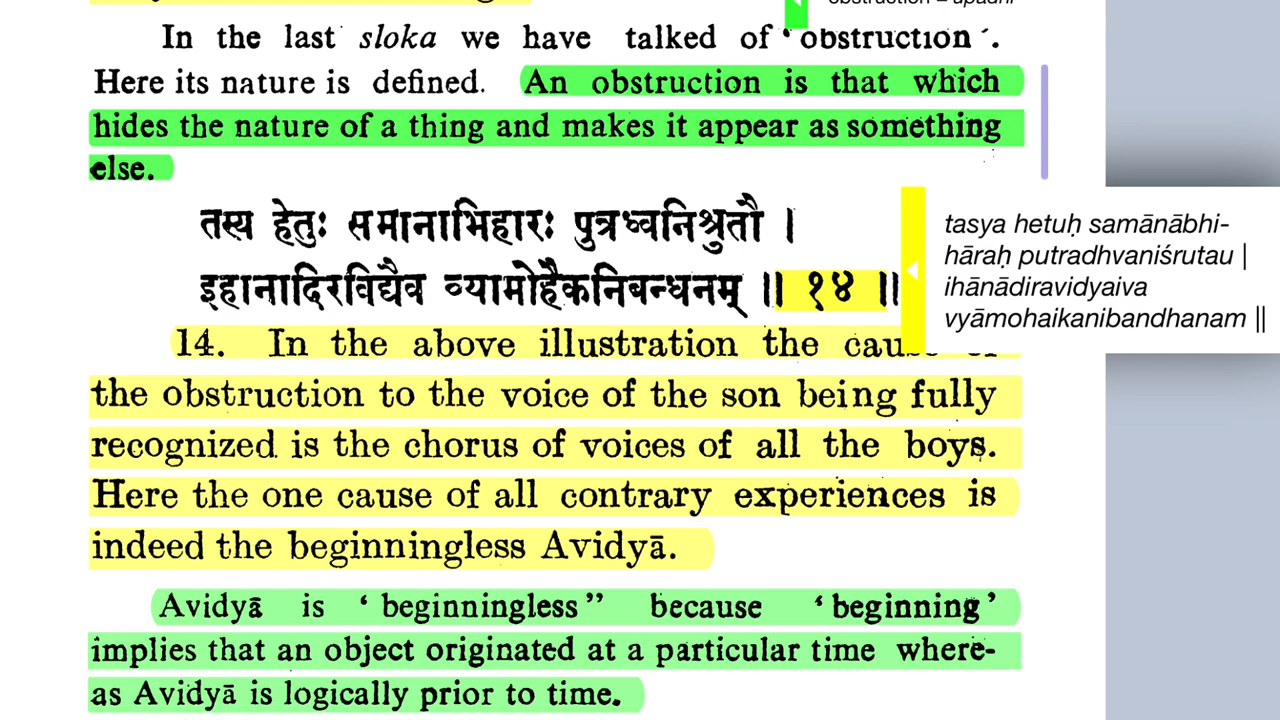 obstruction = upādhi
In the last sloka we have talked of ‘obstruction’.
Here its nature is defined. An obstruction is that which
hides the nature of a thing and makes it appear as something
else.
तस्य हेतुः समानाभिहारः पुत्रध्वनिश्रुतौ ।
इहानादिरविद्यैव व्यामोहैकनिबन्धनम् ॥ १४ ॥
tasya hetuḥ samānābhi-
hāraḥ putradhvaniśrutau |
ihānādiravidyaiva
vyāmohaikanibandhanam ||
14. In the above illustration the
the obstruction to the voice of the son being fully
recognized is the chorus of voices of all the boys.
Here the one cause of all contrary experiences is
indeed the beginningless Avidyā.
Avidyā is ‘beginningless” because ‘beginning’
implies that an object originated at a particular time where-
as Avidyā is logically prior to time.